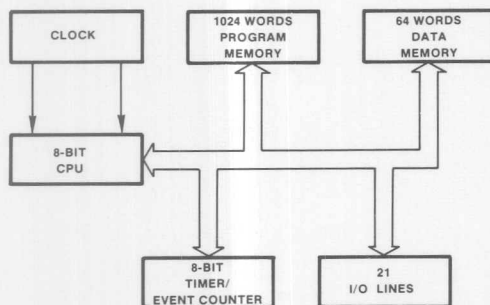 CLOCK
1024 WORDS
PROGRAM
MEMORY
64 WORDS
DATA
MEMORY
8-BIT
CPU
8-BIT
TIMER/
EVENT COUNTER
21
I/O LINES